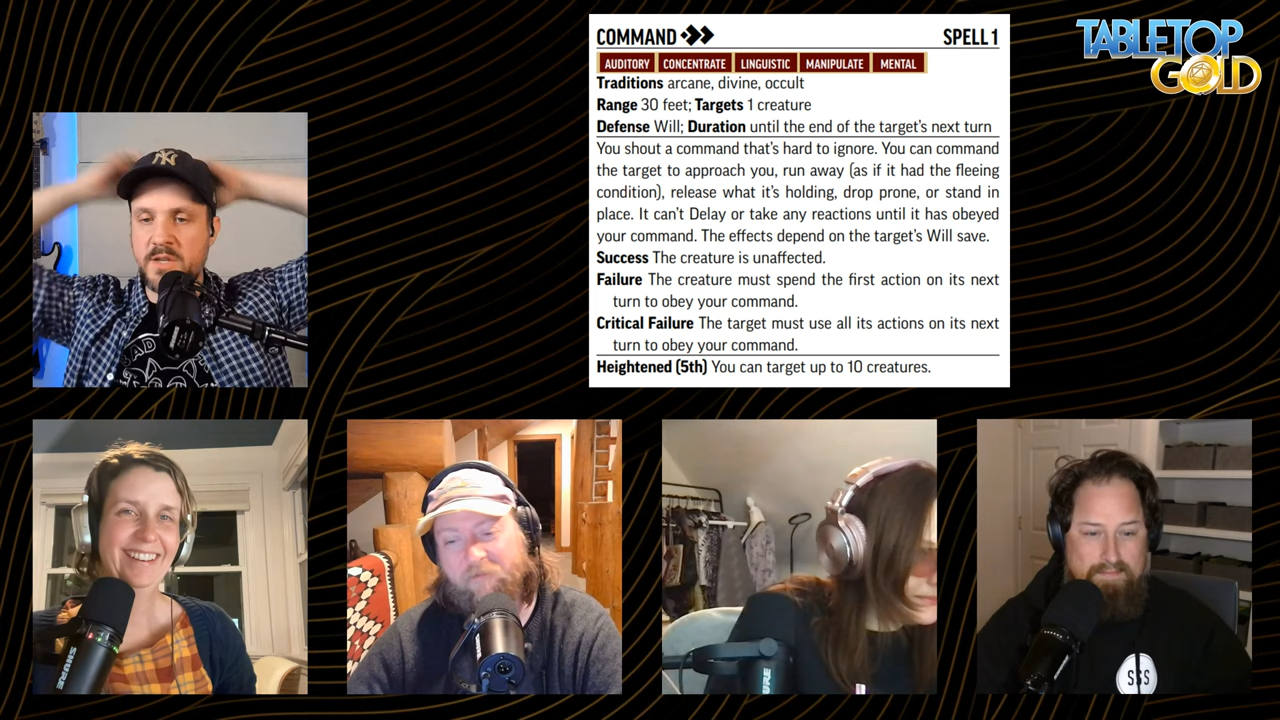 COMMAND SPELL 1
AUDITORY CONCENTRATE LINGUISTIC MANIPULATE MENTAL
Traditions arcane, divine, occult
Range 30 feet; Targets 1 creature
Defense Will; Duration until the end of the target's next turn
You shout a command that's hard to ignore. You can command
the target to approach you, run away (as if it had the fleeing
condition), release what it's holding, drop prone, or stand in
place. It can't Delay or take any reactions until it has obeyed
your command. The effects depend on the target's Will save.
Success The creature is unaffected.
Failure The creature must spend the first action on its next
turn to obey your command.
Critical Failure The target must use all its actions on its next
turn to obey your command.
Heightened (5th) You can target up to 10 creatures.
TABLETOP
GOLD
NY
SHURE
URE
SSS